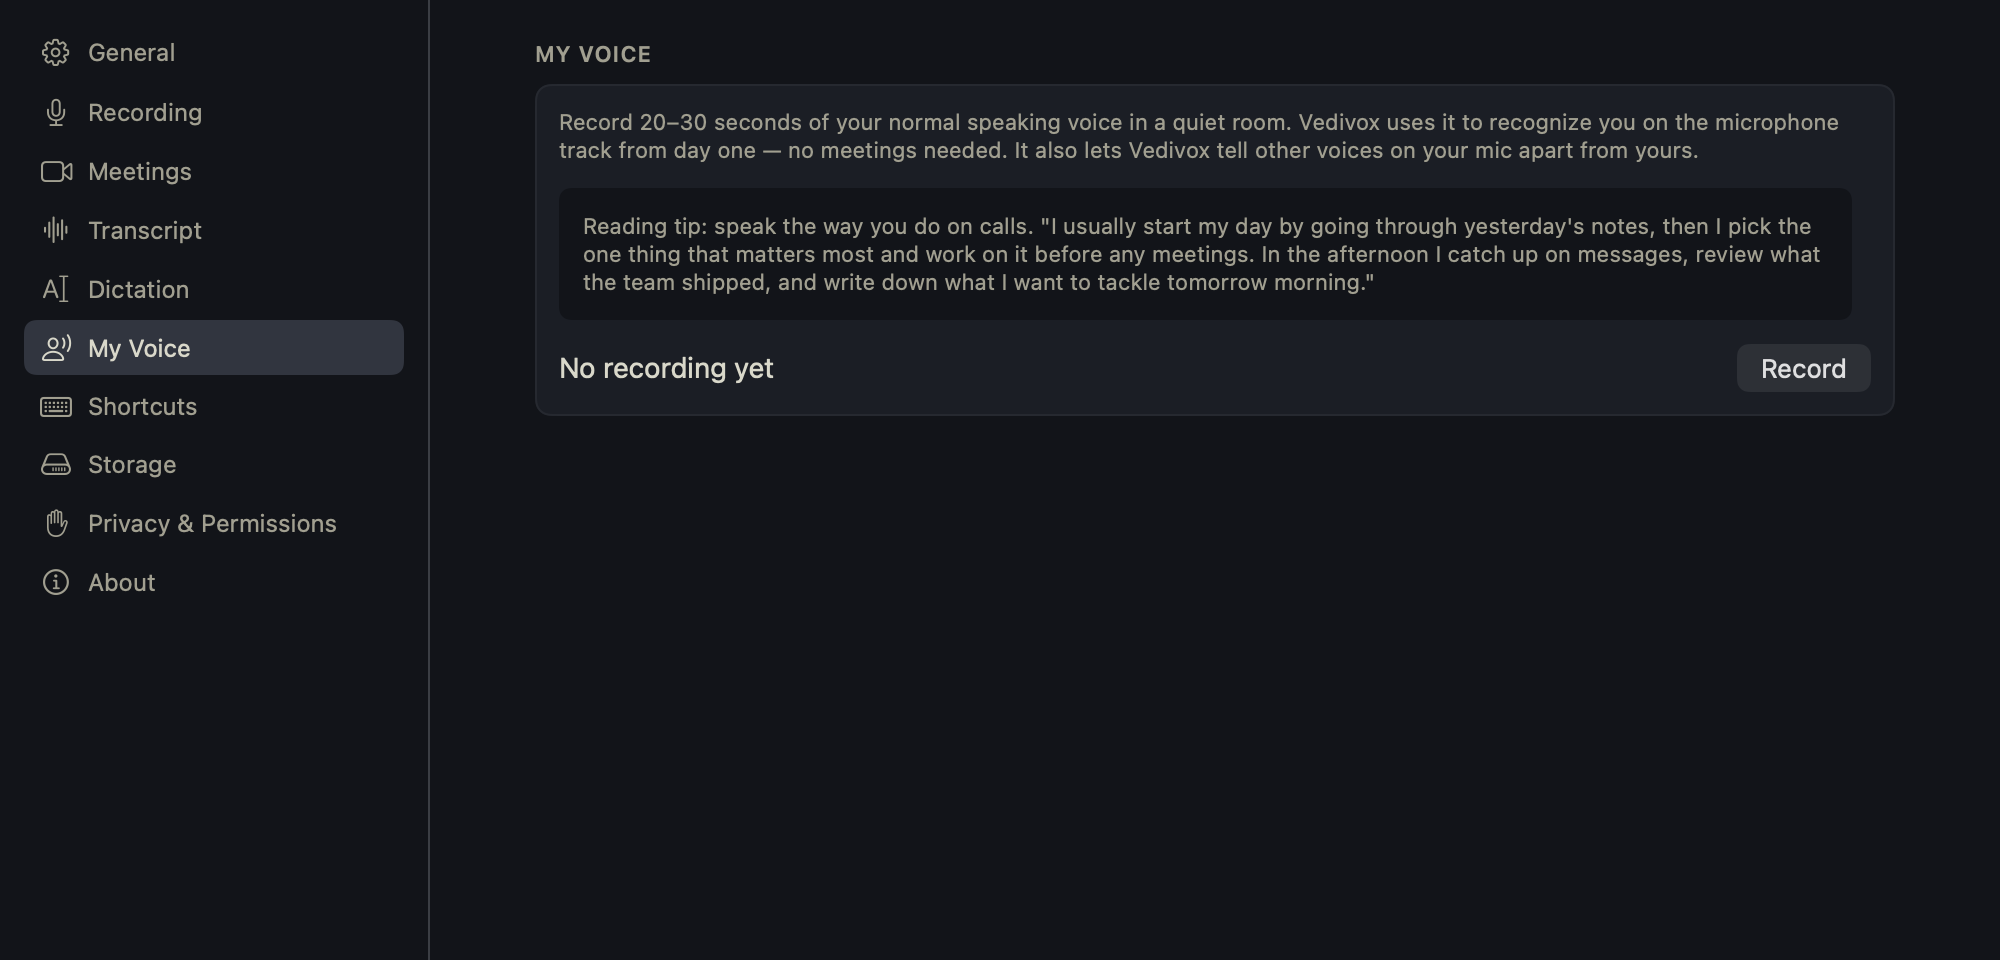 General
Recording
Meetings
Transcript
Dictation
My Voice
Shortcuts
Storage
Privacy & Permissions
About
MY VOICE
Record 20–30 seconds of your normal speaking voice in a quiet room. Vedivox uses it to recognize you on the microphone
track from day one — no meetings needed. It also lets Vedivox tell other voices on your mic apart from yours.
Reading tip: speak the way you do on calls. "I usually start my day by going through yesterday's notes, then I pick the
one thing that matters most and work on it before any meetings. In the afternoon I catch up on messages, review what
the team shipped, and write down what I want to tackle tomorrow morning."
No recording yet
Record